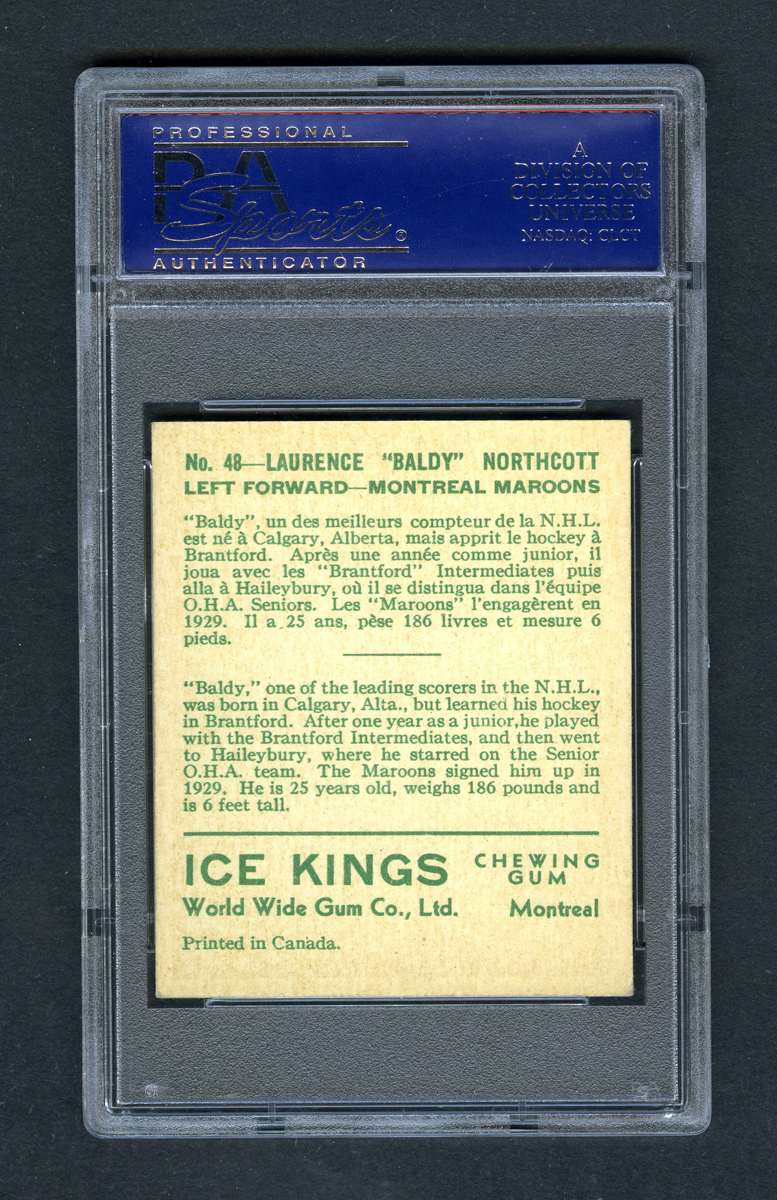 PROFESSIONAL
PSA
Sports®
AUTHENTICATOR
A
DIVISION OF
COLLECTORS
UNIVERSE
NASDAQ: CLCT
No. 48—LAURENCE "BALDY" NORTHCOTT
LEFT FORWARD—MONTREAL MAROONS
"Baldy", un des meilleurs compteur de la N.H.L.
est né à Calgary, Alberta, mais apprit le hockey à
Brantford. Après une année comme junior, il
joua avec les "Brantford" Intermediates puis
alla à Haileybury, où il se distingua dans l'équipe
O.H.A. Seniors. Les "Maroons" l'engagèrent en
1929. Il a 25 ans, pèse 186 livres et mesure 6
pieds.
"Baldy," one of the leading scorers in the N.H.L.,
was born in Calgary, Alta., but learned his hockey
in Brantford. After one year as a junior,he played
with the Brantford Intermediates, and then went
to Haileybury, where he starred on the Senior
O.H.A. team. The Maroons signed him up in
1929. He is 25 years old, weighs 186 pounds and
is 6 feet tall.
ICE KINGS CHEWING
GUM
World Wide Gum Co., Ltd. Montreal
Printed in Canada.